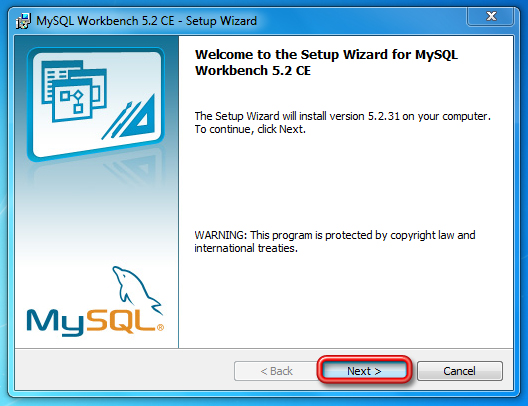 MySQL Workbench 5.2 CE - Setup Wizard
Welcome to the Setup Wizard for MySQL
Workbench 5.2 CE
The Setup Wizard will install version 5.2.31 on your computer.
To continue, click Next.
WARNING: This program is protected by copyright law and
international treaties.
MySQL®
< Back
Next >
Cancel